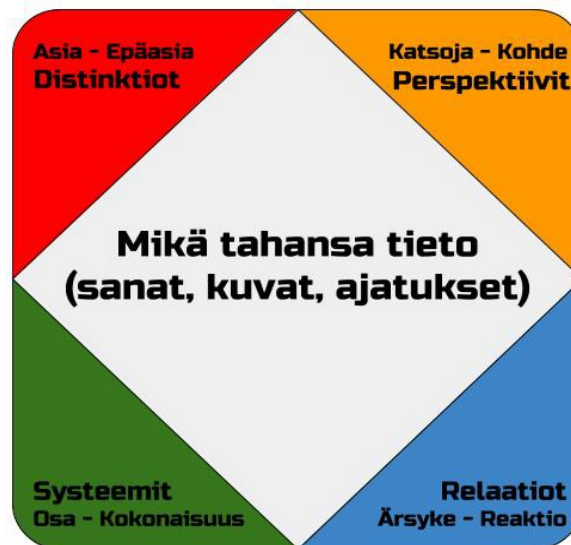 Asia - Epäasia
Distinktiot
Katsoja - Kohde
Perspektiivit
Mikä tahansa tieto
(sanat, kuvat, ajatukset)
Systeemit
Osa - Kokonaisuus
Relaatiot
Ärsyke - Reaktio